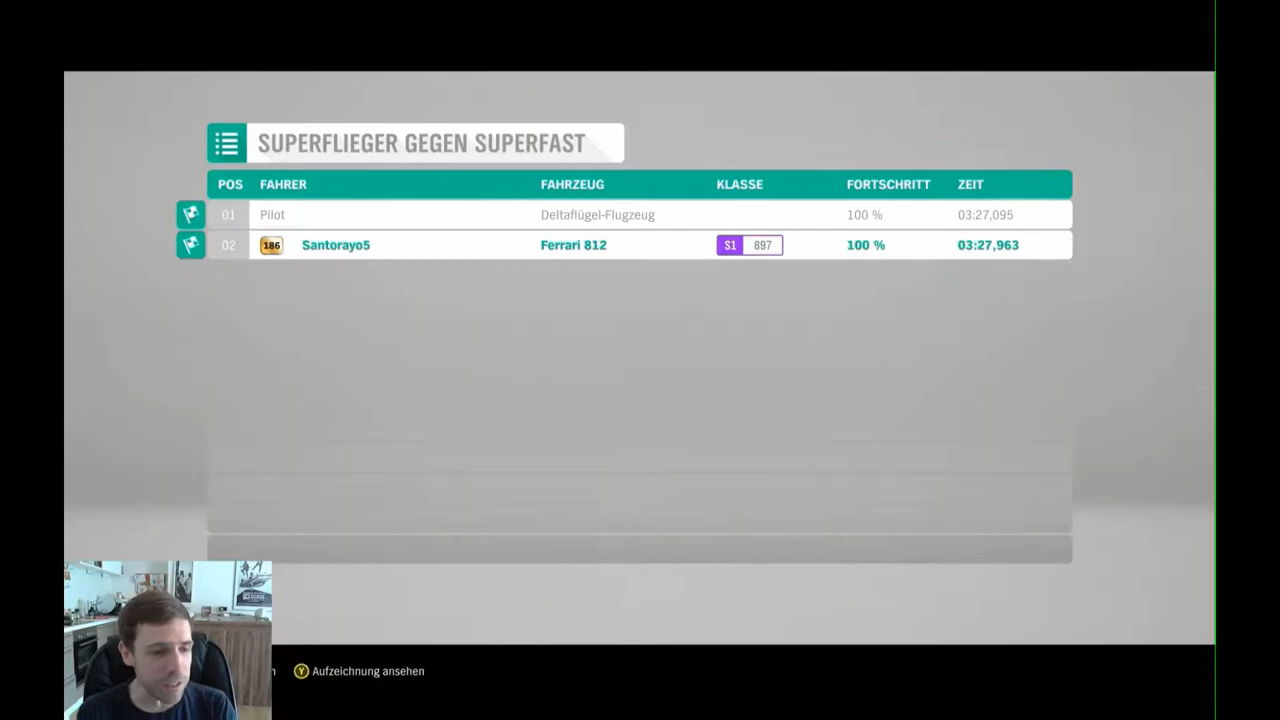 SUPERFLIEGER GEGEN SUPERFAST
POS FAHRER FAHRZEUG KLASSE FORTSCHRITT ZEIT
01 Pilot Deltaflügel-Flugzeug 100 % 03:27,095
02 186 Santorayo5 Ferrari 812 S1 897 100 % 03:27,963
Y Aufzeichnung ansehen